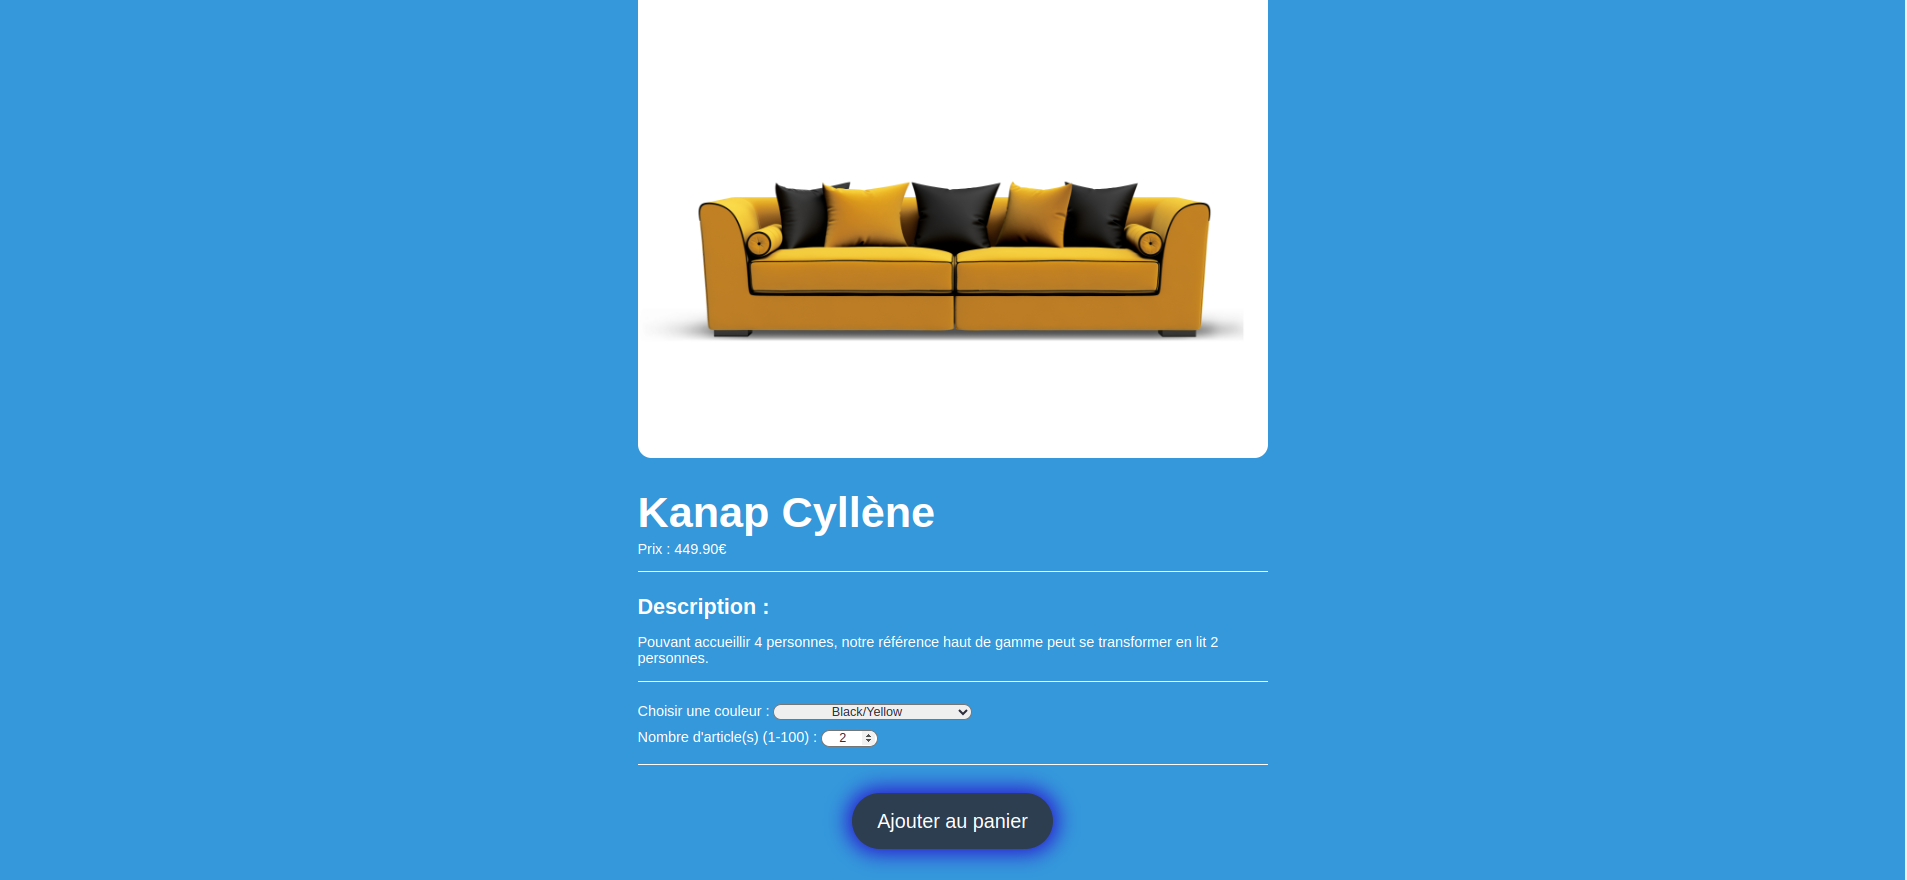 Kanap Cyllène
Prix : 449.90€
Description :
Pouvant accueillir 4 personnes, notre référence haut de gamme peut se transformer en lit 2
personnes.
Choisir une couleur : Black/Yellow
Nombre d'article(s) (1-100) : 2
Ajouter au panier